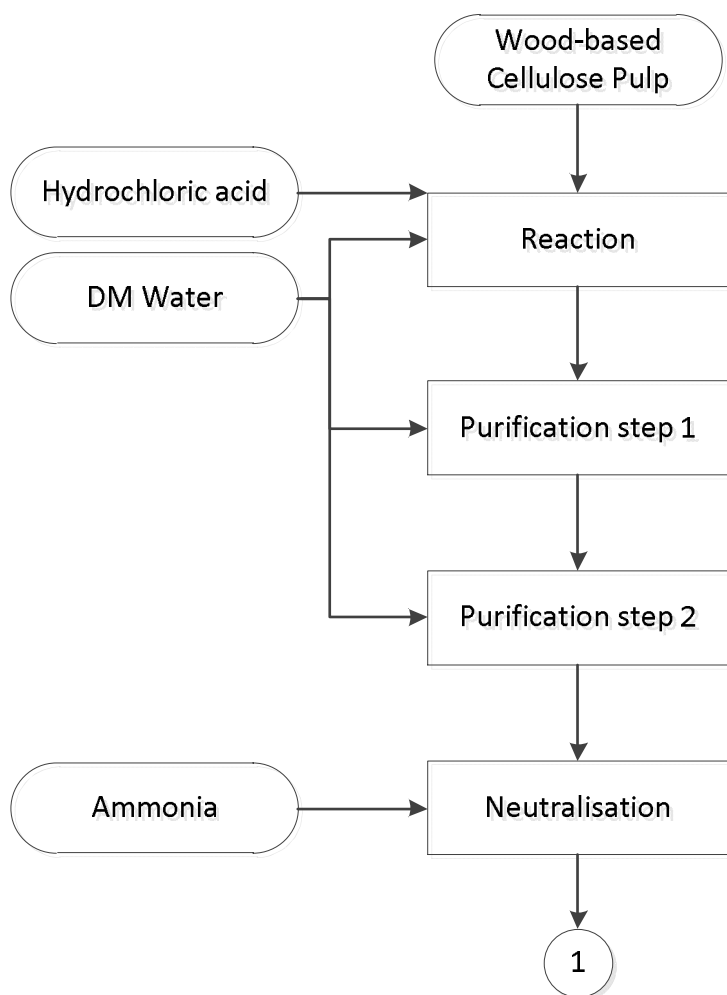 Wood-based
Cellulose Pulp
Hydrochloric acid
Reaction
DM Water
Purification step 1
Purification step 2
Ammonia
Neutralisation
1